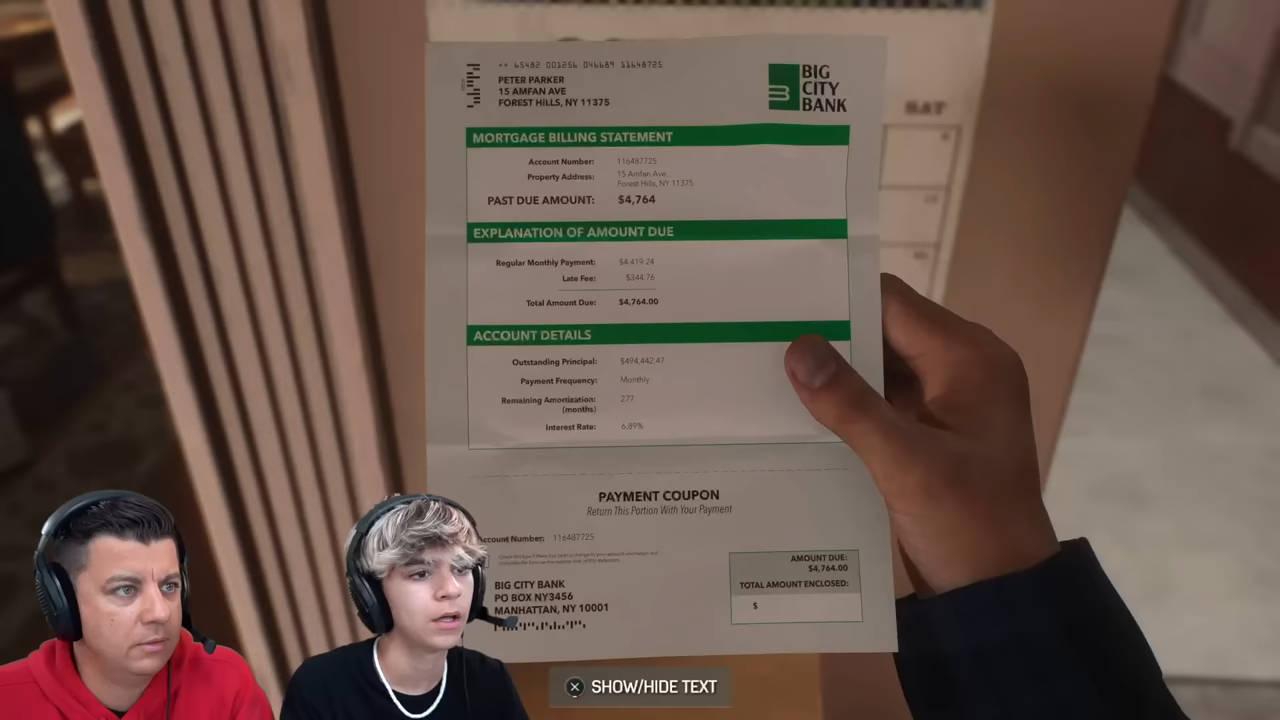 ** 65482 001256 046689 11648725
PETER PARKER
15 AMFAN AVE
FOREST HILLS, NY 11375
BIG
CITY
BANK
SAT
MORTGAGE BILLING STATEMENT
Account Number: 116487725
Property Address: 15 Amfan Ave,
Forest Hills, NY 11375
PAST DUE AMOUNT: $4,764
EXPLANATION OF AMOUNT DUE
Regular Monthly Payment: $4,419.24
Late Fee: $344.76
Total Amount Due: $4,764.00
ACCOUNT DETAILS
Outstanding Principal: $494,442.47
Payment Frequency: Monthly
Remaining Amortization: 277
(months)
Interest Rate: 6.89%
PAYMENT COUPON
Return This Portion With Your Payment
Account Number: 116487725
BIG CITY BANK
PO BOX NY3456
MANHATTAN, NY 10001
AMOUNT DUE:
$4,764.00
TOTAL AMOUNT ENCLOSED:
$
SHOW/HIDE TEXT